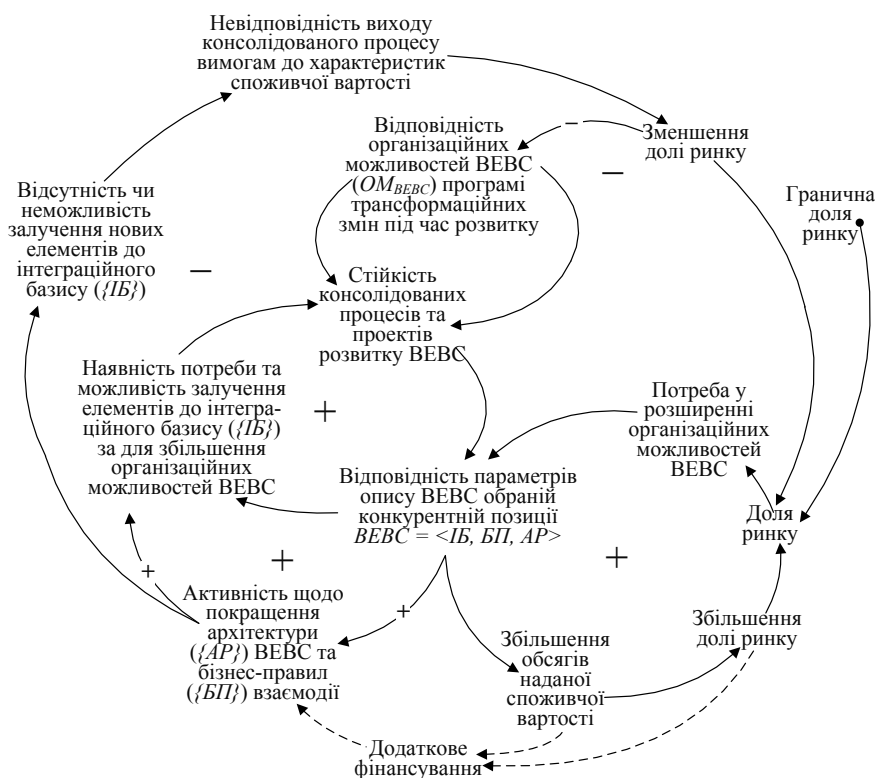 Невідповідність виходу
консолідованого процесу
вимогам до характеристик
споживчої вартості
Відповідність
організаційних
можливостей ВЕВС
(ОМВЕВС) програмі
трансформаційних
змін під час розвитку
–
Зменшення
долі ринку
–
Гранична
доля
ринку
Відсутність чи
неможливість
залучення нових
елементів до
інтеграційного
базису ({ІБ})
–
Стійкість
консолідованих
процесів та
проектів
розвитку ВЕВС
Наявність потреби та
можливість залучення
елементів до інтегра-
ційного базису ({ІБ})
за для збільшення
організаційних
можливостей ВЕВС
+
Потреба у
розширенні
організаційних
можливостей
ВЕВС
Відповідність параметрів
опису ВЕВС обраній
конкурентній позиції
ВЕВС = <ІБ, БП, АР>
Доля
ринку
+
+
+
Активність щодо
покращення
архітектури
({АР}) ВЕВС та
бізнес-правил
({БП}) взаємодії
+
Збільшення
обсягів
наданої
споживчої
вартості
Збільшення
долі ринку
Додаткове
фінансування